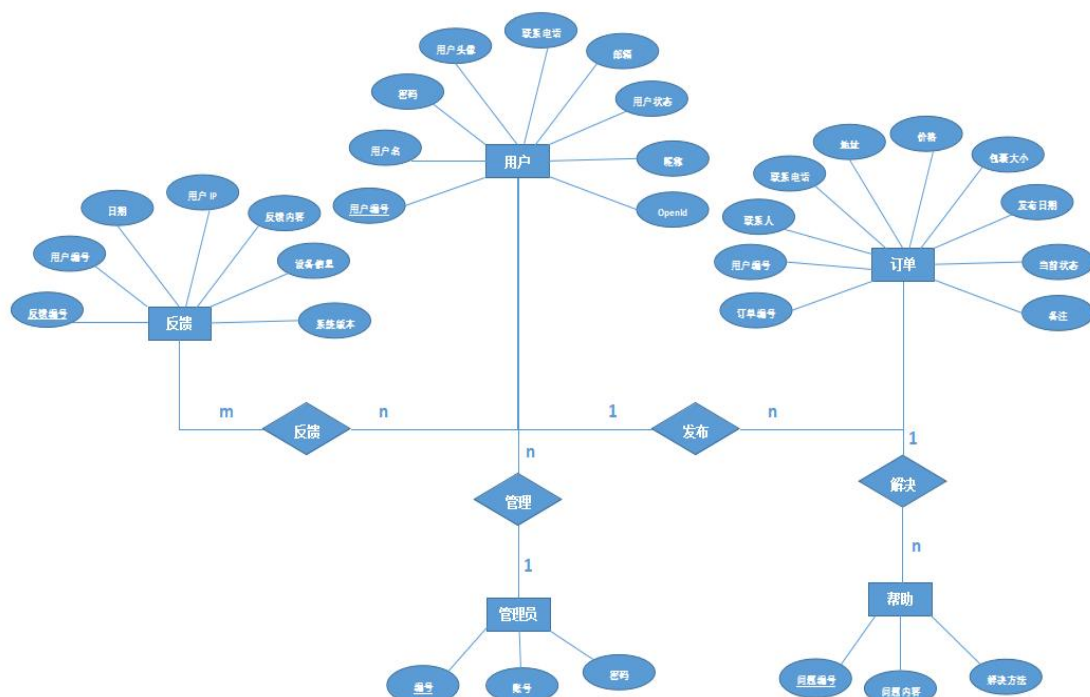 联系电话
用户头像
邮箱
密码
用户状态
用户名
用户
昵称
用户编号
OpenId
价格
地址
包裹大小
联系电话
发布日期
联系人
用户编号
订单
当前状态
订单编号
备注
用户 IP
日期
反馈内容
用户编号
设备信息
反馈编号
反馈
系统版本
m
反馈
n
1
发布
n
n
管理
1
1
解决
n
管理员
编号
账号
密码
帮助
问题编号
问题内容
解决方法